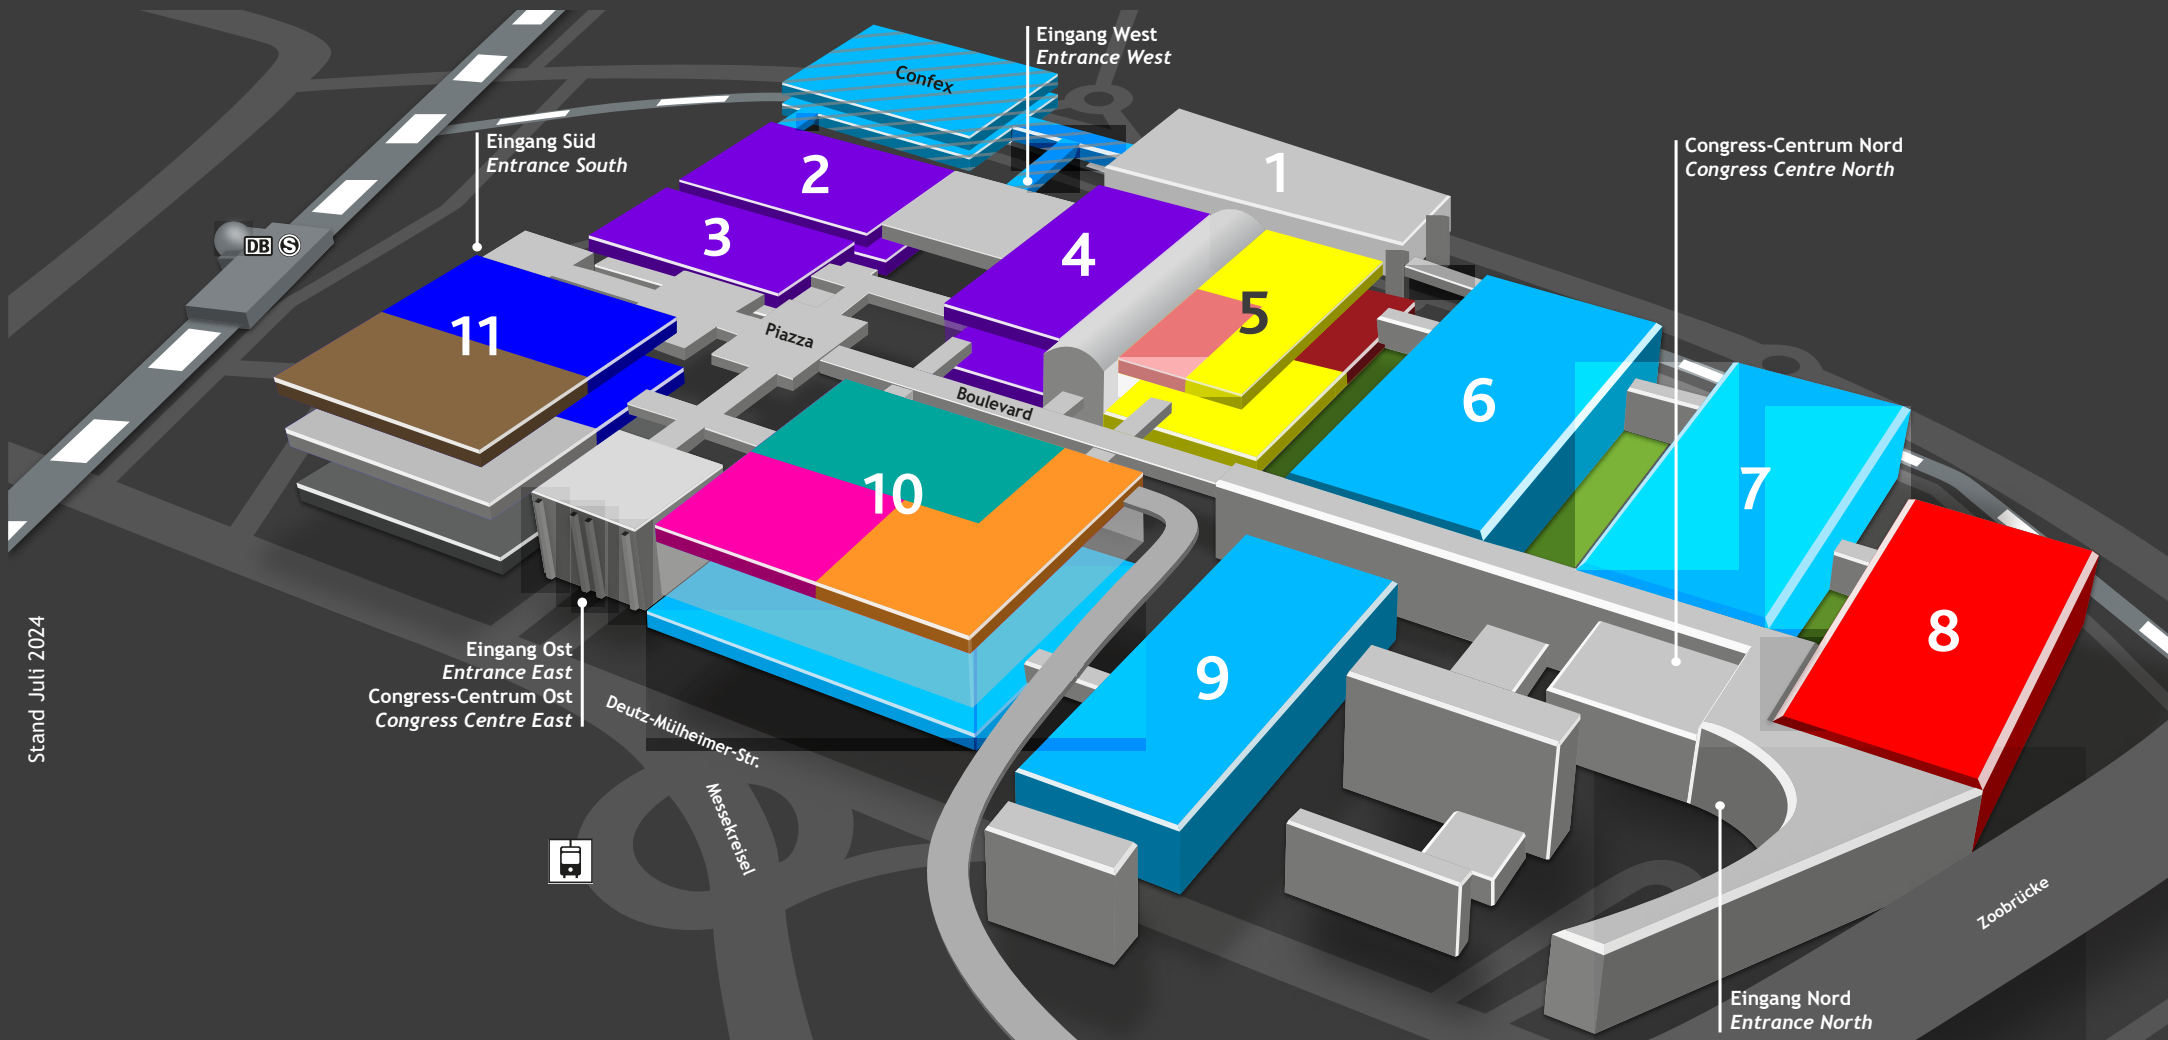 Confex
Eingang West
Entrance West
Eingang Süd
Entrance South
Congress-Centrum Nord
Congress Centre North
1
2
3
4
5
6
7
8
9
10
11
DB
S
Piazza
Boulevard
Eingang Ost
Entrance East
Congress-Centrum Ost
Congress Centre East
Deutz-Mülheimer-Str.
Messekreisel
Zoobrücke
Eingang Nord
Entrance North
Stand Juli 2024